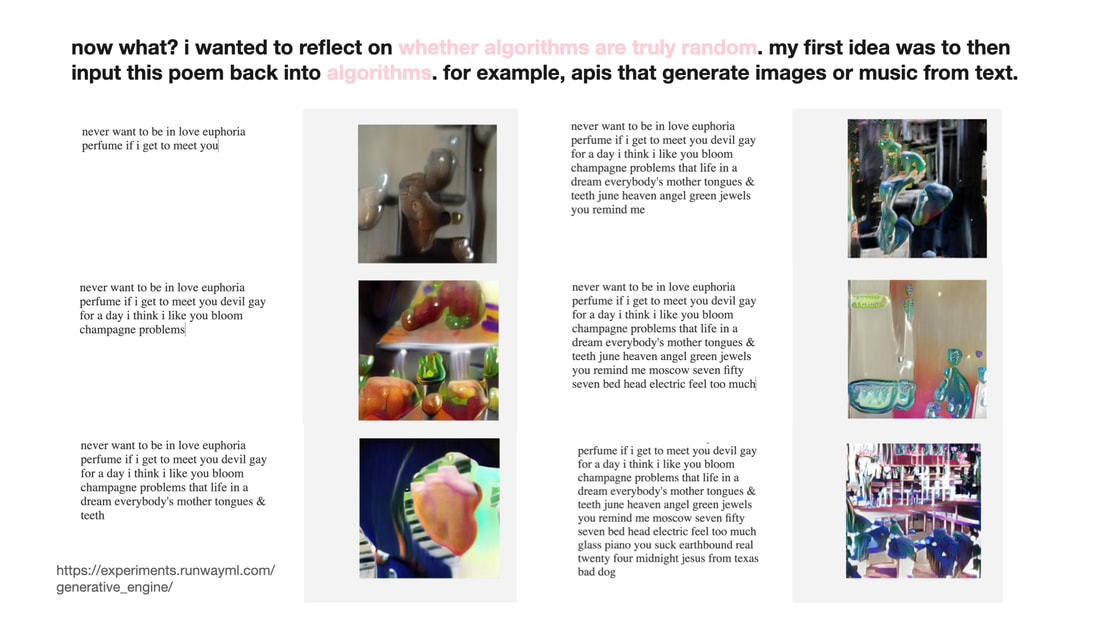 now what? i wanted to reflect on whether algorithms are truly random. my first idea was to then
input this poem back into algorithms. for example, apis that generate images or music from text.
never want to be in love euphoria
perfume if i get to meet you
never want to be in love euphoria
perfume if i get to meet you devil gay
for a day i think i like you bloom
champagne problems
never want to be in love euphoria
perfume if i get to meet you devil gay
for a day i think i like you bloom
champagne problems that life in a
dream everybody's mother tongues &
teeth
https://experiments.runwayml.com/
generative_engine/
never want to be in love euphoria
perfume if i get to meet you devil gay
for a day i think i like you bloom
champagne problems that life in a
dream everybody's mother tongues &
teeth june heaven angel green jewels
you remind me
never want to be in love euphoria
perfume if i get to meet you devil gay
for a day i think i like you bloom
champagne problems that life in a
dream everybody's mother tongues &
teeth june heaven angel green jewels
you remind me moscow seven fifty
seven bed head electric feel too much
perfume if i get to meet you devil gay
for a day i think i like you bloom
champagne problems that life in a
dream everybody's mother tongues &
teeth june heaven angel green jewels
you remind me moscow seven fifty
seven bed head electric feel too much
glass piano you suck earthbound real
twenty four midnight jesus from texas
bad dog